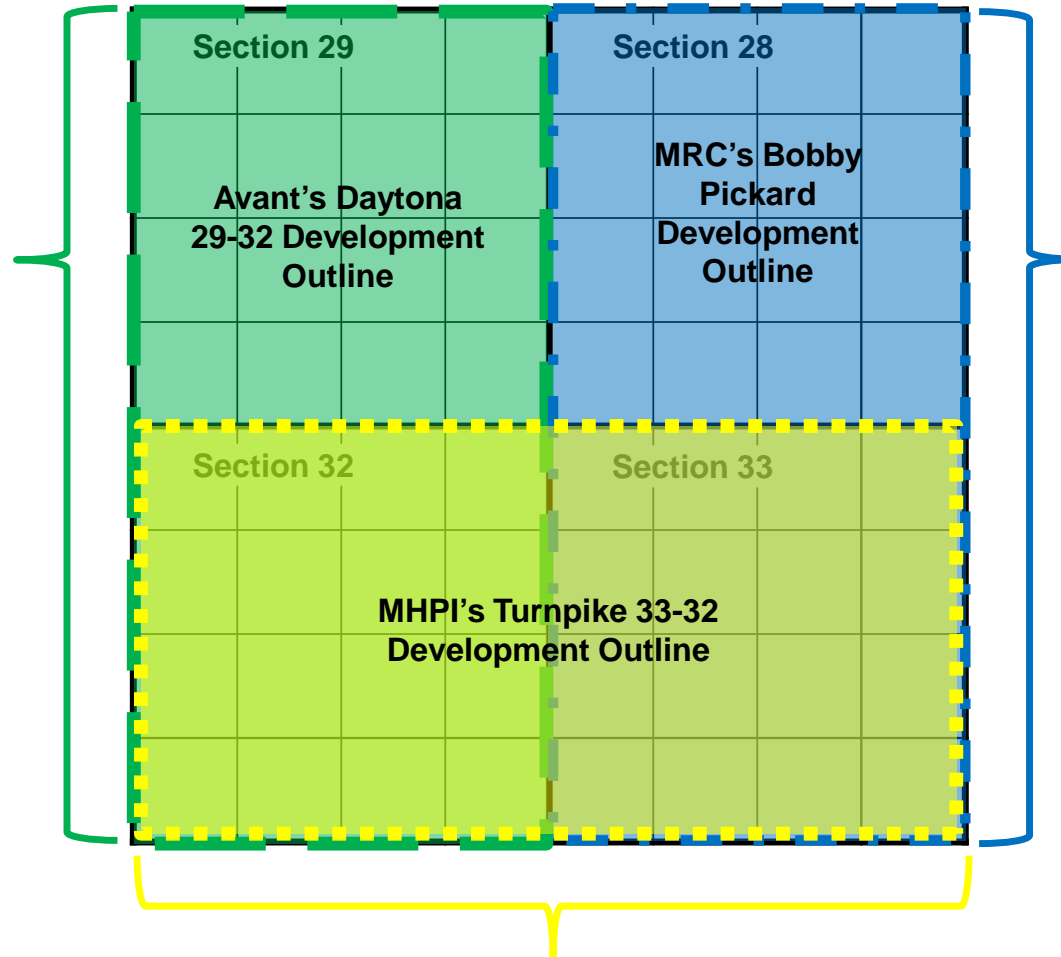 Section 29
Section 28
Avant’s Daytona
29-32 Development
Outline
MRC’s Bobby
Pickard
Development
Outline
Section 32
Section 33
MHPI’s Turnpike 33-32
Development Outline